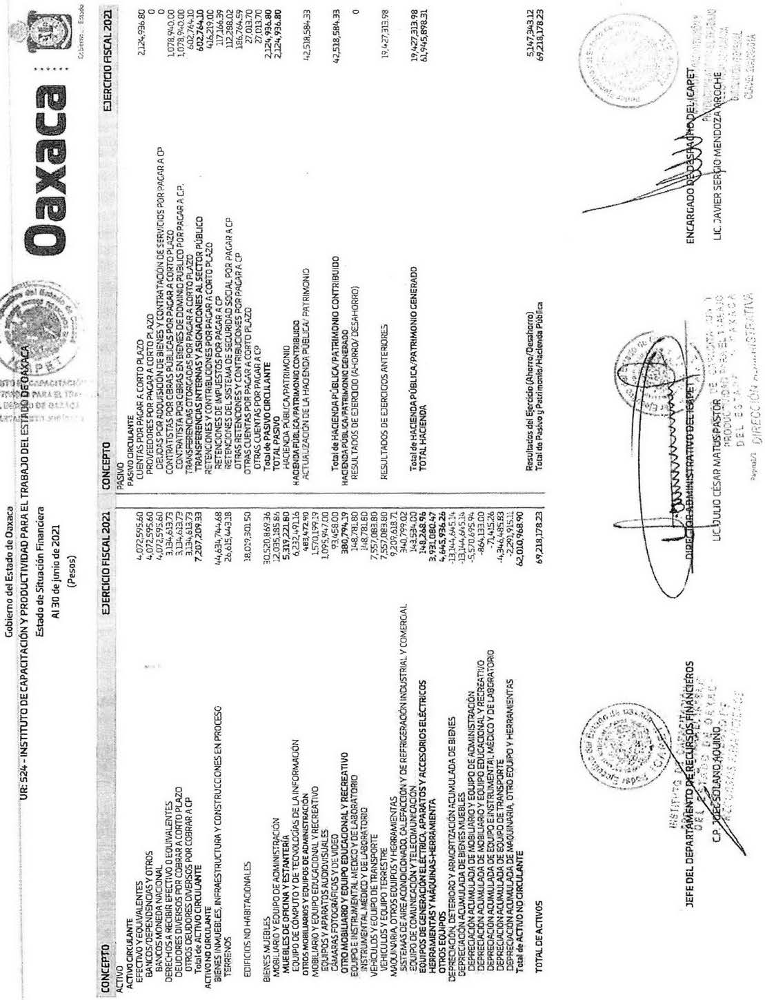 Gobierno del Estado de Oaxaca
UR: 524 - INSTITUTO DE CAPACITACIÓN Y PRODUCTIVIDAD PARA EL TRABAJO DEL ESTADO DE OAXACA
Estado de Situación Financiera
Al 30 de junio de 2021
(Pesos)
Oaxaca
CONCEPTO EJERCICIO FISCAL 2021
ACTIVO
ACTIVO CIRCULANTE
EFECTIVO Y EQUIVALENTES 4,072,595.60
BANCOS/DEPENDENCIAS Y OTROS 4,072,595.60
BANCOS MONEDA NACIONAL 4,072,595.60
DERECHOS A RECIBIR EFECTIVO O EQUIVALENTES 3,134,613.73
DEUDORES DIVERSOS POR COBRAR A CORTO PLAZO 3,134,613.73
OTROS DEUDORES DIVERSOS POR COBRAR A CP 3,134,613.73
Total de ACTIVO CIRCULANTE 7,207,209.33
ACTIVO NO CIRCULANTE
BIENES INMUEBLES, INFRAESTRUCTURA Y CONSTRUCCIONES EN PROCESO 44,634,744.68
TERRENOS 26,615,443.18
EDIFICIOS NO HABITACIONALES 18,019,301.50
BIENES MUEBLES 30,520,869.36
MOBILIARIO Y EQUIPO DE ADMINISTRACIÓN 12,035,185.86
MUEBLES DE OFICINA Y ESTANTERÍA 5,319,221.80
EQUIPO DE CÓMPUTO Y DE TECNOLOGÍAS DE LA INFORMACIÓN 6,232,491.16
OTROS MOBILIARIOS Y EQUIPOS DE ADMINISTRACIÓN 483,472.90
MOBILIARIO Y EQUIPO EDUCACIONAL Y RECREATIVO 1,570,199.19
EQUIPOS Y APARATOS AUDIOVISUALES 1,095,947.00
CÁMARAS FOTOGRÁFICAS Y DE VIDEO 93,458.00
OTRO MOBILIARIO Y EQUIPO EDUCACIONAL Y RECREATIVO 380,794.19
EQUIPO E INSTRUMENTAL MEDICO Y DE LABORATORIO 148,781.80
INSTRUMENTAL MÉDICO Y DE LABORATORIO 148,781.80
VEHÍCULOS Y EQUIPO DE TRANSPORTE 7,557,083.80
VEHICULOS Y EQUIPO TERRESTRE 7,557,083.80
MAQUINARIA, OTROS EQUIPOS Y HERRAMIENTAS 9,209,618.71
SISTEMAS DE AIRE ACONDICIONADO, CALEFACCIÓN Y DE REFRIGERACIÓN INDUSTRIAL Y COMERCIAL 340,799.02
EQUIPO DE COMUNICACIÓN Y TELECOMUNICACIÓN 143,534.00
EQUIPOS DE GENERACIÓN ELÉCTRICA, APARATOS Y ACCESORIOS ELÉCTRICOS 148,268.96
HERRAMIENTAS Y MÁQUINAS-HERRAMIENTA 3,931,080.47
OTROS EQUIPOS 4,645,936.26
DEPRECIACIÓN, DETERIORO Y AMORTIZACIÓN ACUMULADA DE BIENES -13,144,645.14
DEPRECIACIÓN ACUMULADA DE BIENES MUEBLES -13,144,645.14
DEPRECIACIÓN ACUMULADA DE MOBILIARIO Y EQUIPO DE ADMINISTRACIÓN -5,570,695.94
DEPRECIACIÓN ACUMULADA DE MOBILIARIO Y EQUIPO EDUCACIONAL Y RECREATIVO -864,133.00
DEPRECIACIÓN ACUMULADA DE EQUIPO E INSTRUMENTAL MÉDICO Y DE LABORATORIO -71,415.26
DEPRECIACIÓN ACUMULADA DE EQUIPO DE TRANSPORTE -4,346,485.83
DEPRECIACIÓN ACUMULADA DE MAQUINARIA, OTRO EQUIPO Y HERRAMIENTAS -2,291,915.11
Total de ACTIVO NO CIRCULANTE 62,010,968.90
TOTAL DE ACTIVOS 69,218,178.23
CONCEPTO EJERCICIO FISCAL 2021
PASIVO
PASIVO CIRCULANTE
CUENTAS POR PAGAR A CORTO PLAZO 2,124,936.80
PROVEEDORES POR PAGAR A CORTO PLAZO 0
DEUDAS POR ADQUISICIÓN DE BIENES Y CONTRATACIÓN DE SERVICIOS POR PAGAR A CP 0
CONTRATISTAS POR OBRAS PÚBLICAS POR PAGAR A CORTO PLAZO 1,078,940.00
CONTRATISTA POR OBRAS EN BIENES DE DOMINIO PUBLICO POR PAGAR A C.P. 1,078,940.00
TRANSFERENCIAS OTORGADAS POR PAGAR A CORTO PLAZO 602,764.10
TRANSFERENCIAS INTERNAS Y ASIGNACIONES AL SECTOR PÚBLICO 602,764.10
RETENCIONES Y CONTRIBUCIONES POR PAGAR A CORTO PLAZO 416,219.00
RETENCIONES DE IMPUESTOS POR PAGAR A CP 117,166.39
RETENCIONES DEL SISTEMA DE SEGURIDAD SOCIAL POR PAGAR A CP 112,288.02
OTRAS RETENCIONES Y CONTRIBUCIONES POR PAGAR A CP 186,764.59
OTRAS CUENTAS POR PAGAR A CORTO PLAZO 27,013.70
OTRAS CUENTAS POR PAGAR A CP 27,013.70
Total de PASIVO CIRCULANTE 2,124,936.80
TOTAL PASIVO 2,124,936.80
HACIENDA PÚBLICA/PATRIMONIO
HACIENDA PÚBLICA/PATRIMONIO CONTRIBUIDO
ACTUALIZACIÓN DE LA HACIENDA PÚBLICA/ PATRIMONIO 42,518,584.33
Total de HACIENDA PÚBLICA/PATRIMONIO CONTRIBUIDO 42,518,584.33
HACIENDA PÚBLICA/PATRIMONIO GENERADO
RESULTADOS DE EJERCICIO (AHORRO/ DESAHORRO) 0
RESULTADOS DE EJERCICIOS ANTERIORES 19,427,313.98
Total de HACIENDA PÚBLICA/PATRIMONIO GENERADO 19,427,313.98
TOTAL HACIENDA 61,945,898.31
Resultados del Ejercicio (Ahorro/Desahorro) 5,147,343.12
Total de Pasivo y Patrimonio/Hacienda Pública 69,218,178.23
JEFE DEL DEPARTAMENTO DE RECURSOS FINANCIEROS
C.P. JOEL SOLANO AQUINO
DIRECTOR ADMINISTRATIVO DEL ICAPET
LIC. JULIO CÉSAR MATUS PASTOR
DIRECCIÓN ADMINISTRATIVA
ENCARGADO DE DESPACHO DEL ICAPET
LIC. JAVIER SERGIO MENDOZA AROCHE